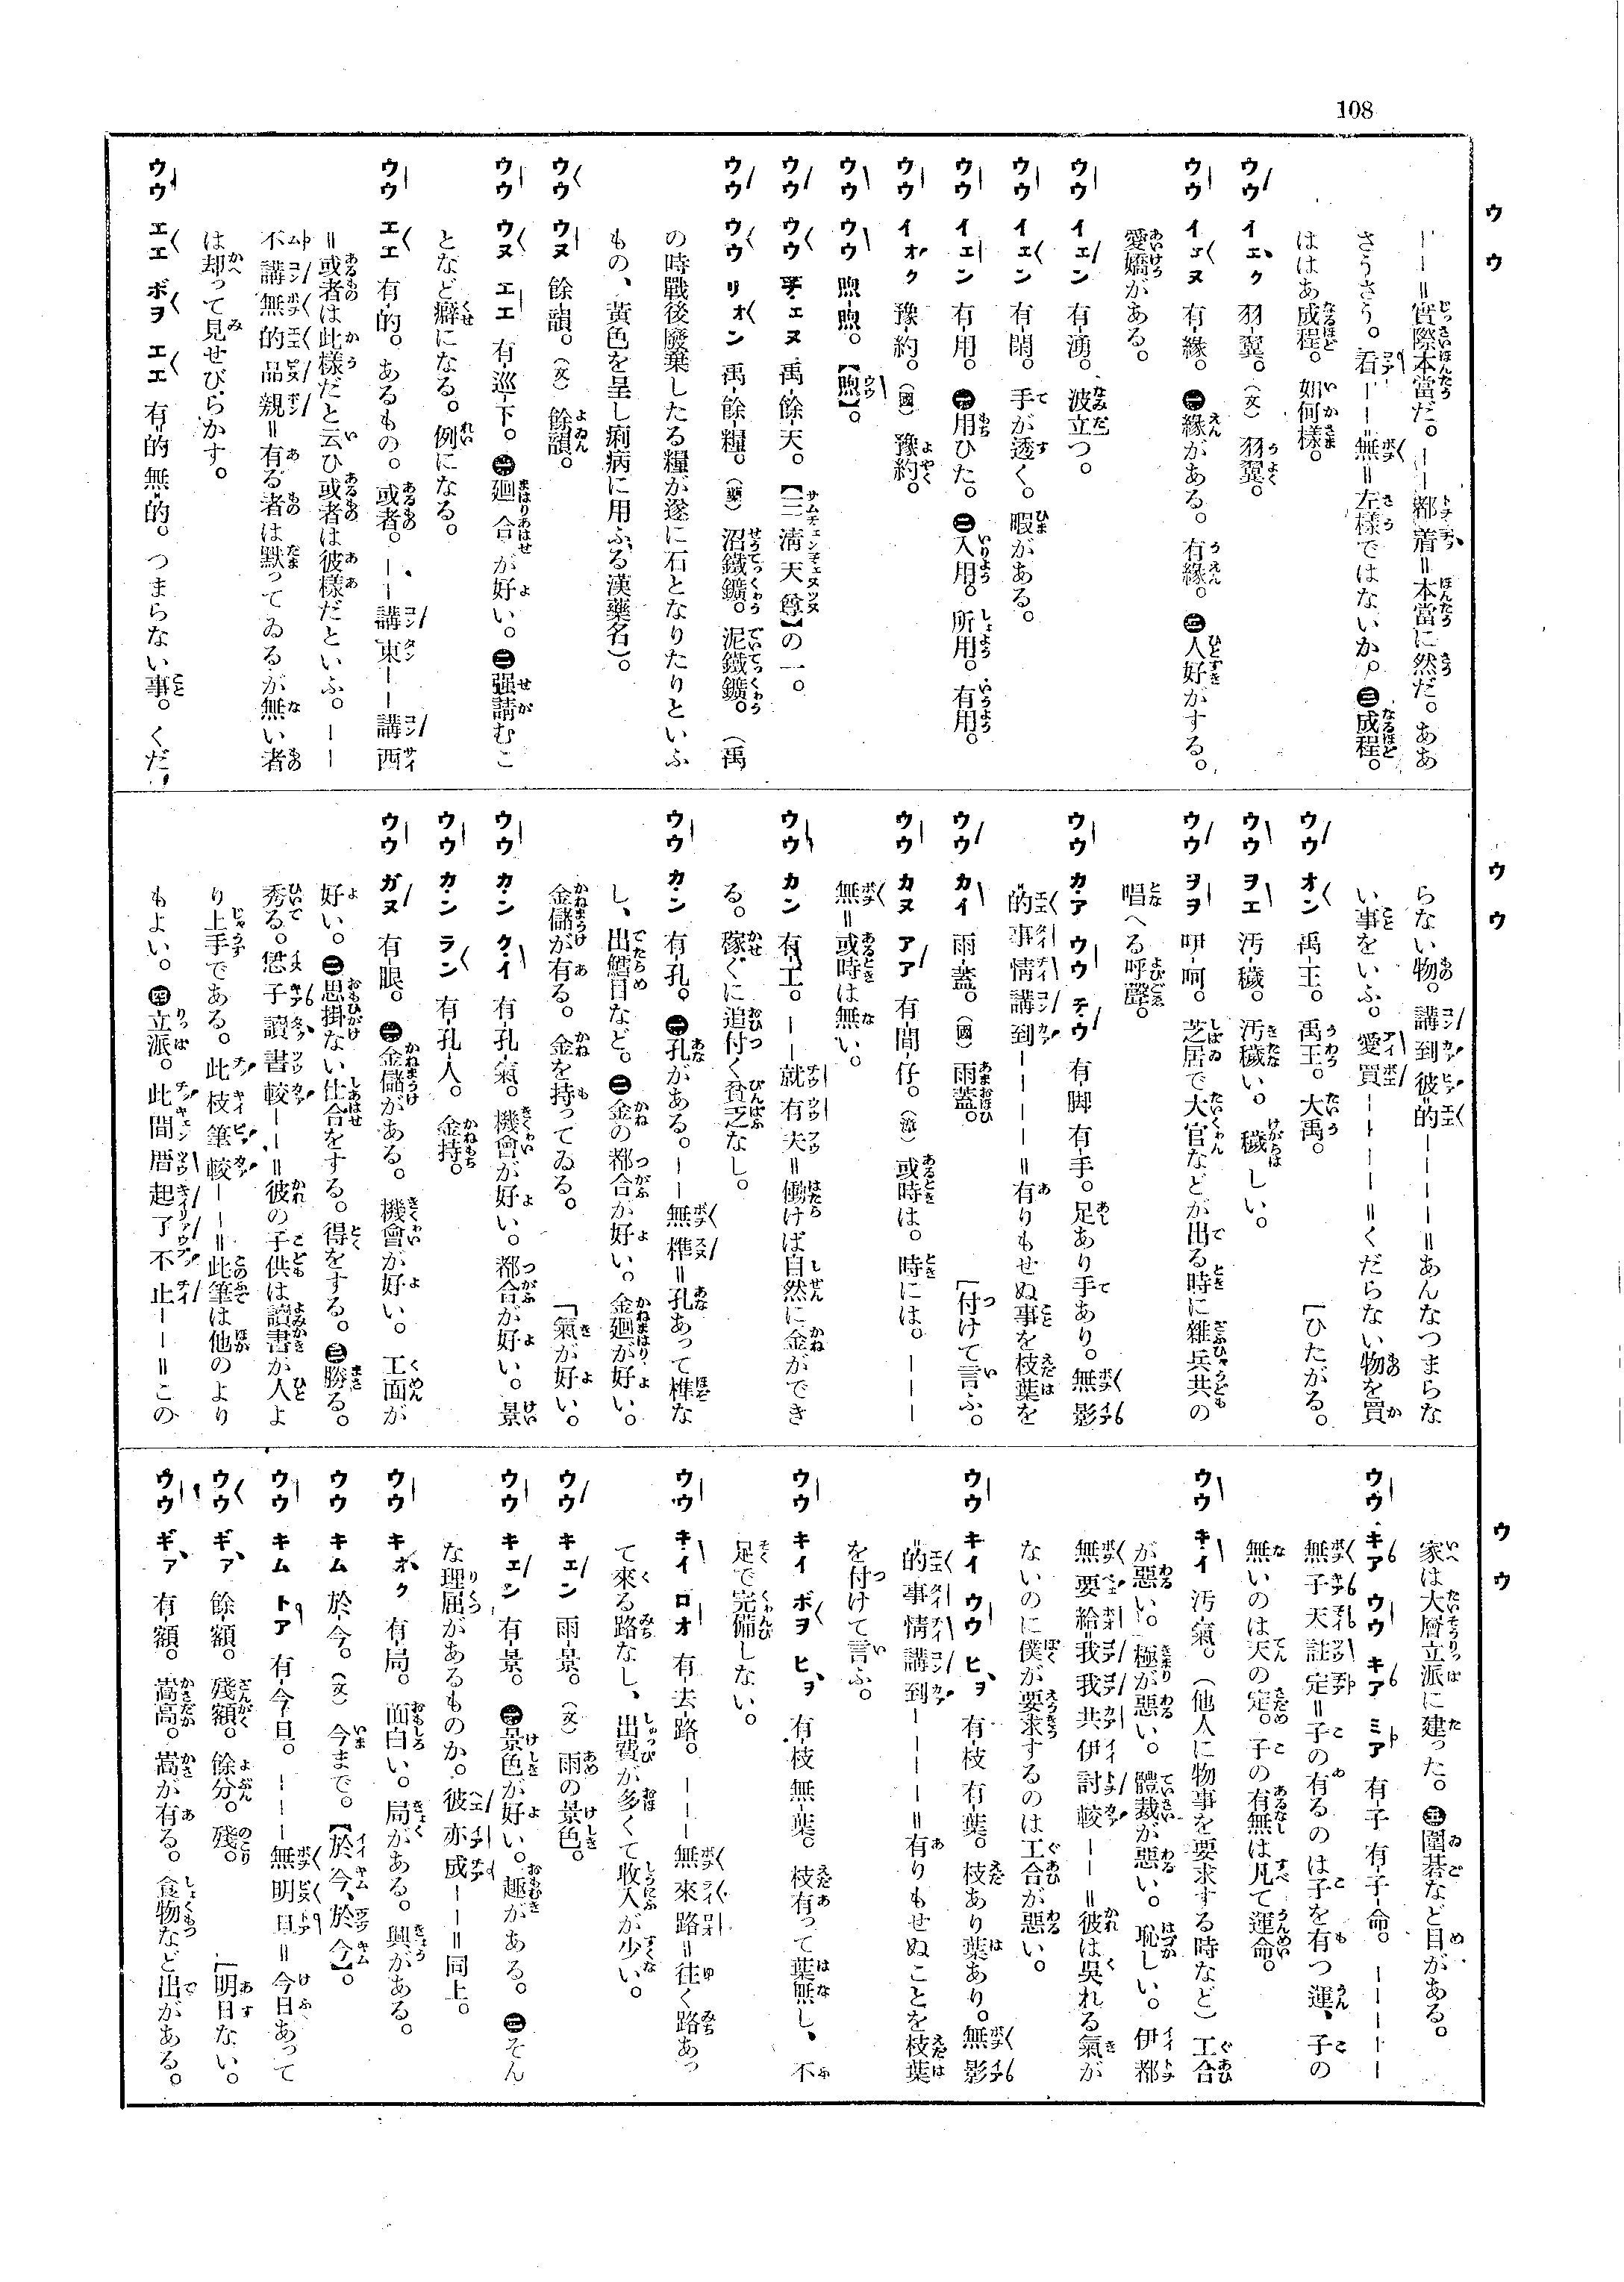 108
ウウ
ーー＝實際本當だ。ーー都着＝本當に然だ。ああ
さうさう。看ーー＝無＝左様ではないか。㊂成程。
ははあ成程。如何様。
ウウ イェク 羽翼。（文）羽翼。
ウウ イェヌ 有緣。㊀緣がある。有緣。㊁人好がする。
愛嬌がある。
ウウ イェン 有湧。波立つ。
ウウ イェン 有閑。手が透く。暇がある。
ウウ イェン 有用。㊀用ひた。㊁入用。所用。有用。
ウウ イオク 豫約。（國）豫約。
ウウ ウウ 煦煦。【煦】。
ウウ ウウ チェヌ 禹餘天。【三淸天尊】の一。
ウウ ウウ リオン 禹餘糧。（藥）沼鐵鑛。泥鐵鑛。（禹
の時戰後廢棄したる糧が遂に石となりたりといふ
もの、黃色を呈し痢病に用ふる漢藥名）。
ウウ ウヌ 餘韻。（文）餘韻。
ウウ ウヌ エエ 有巡下。㊀廻合が好い。㊁强請むこ
となど癖になる。例になる。
ウウ エエ 有的。あるもの。或者。ーー講東ーー講西
＝或者は此様だと云ひ或者は彼様だといふ。ーー
不講無的品親＝有る者は默ってゐるが無い者
は却って見せびらかす。
ウウ エエ ボヲ エエ 有的無的。つまらない事。くだ
ウウ
らない物。講到彼的ーーーー＝あんなつまらな
い事をいふ。愛買ーーーー＝くだらない物を買
ウウ オン 禹王。禹王。大禹。［ひたがる。
ウウ ヲエ 汚穢。汚穢い。穢しい。
ウウ ヲヲ 呀呵。芝居で大官などが出る時に雜兵共の
唱へる呼聲。
ウウ カア ウウ チウ 有脚有手。足あり手あり。無影
的事情講到ーーーー＝有りもせぬ事を枝葉を
ウウ カイ 雨蓋。（國）雨蓋。［付けて言ふ。
ウウ カヌ アア 有間仔。（游）或時は。時には。ーーー
無＝或時は無い。
ウウ カン 有工。ーー就有夫＝働けば自然に金ができ
る。稼ぐに追付く貧乏なし。
ウウ カン 有孔。㊀孔がある。ーー無樵＝孔あって樵な
し、出鱈目など。㊁金の都合が好い。金廻が好い。
金儲が有る。金を持ってゐる。［氣が好い。
ウウ カン クイ 有孔氣。機會が好い。都合が好い。景
ウウ カン ラン 有孔人。金持。
ウウ ガヌ 有眼。㊀金儲がある。機會が好い。工面が
好い。㊁思掛ない仕合をする。得をする。㊂勝る。
秀る。恁子讀書較ーー＝彼の子供は讀書が人よ
り上手である。此枝筆較ーー＝此筆は他のより
もよい。㊃立派。此間厝起了不止ーー＝この
ウウ
家は大層立派に建った。㊄圍碁など目がある。
ウウ キア ウウ キア ミア 有子有子命。ーーーー
無子天註定＝子の有るのは子を有つ運、子の
無いのは天の定。子の有無は凡て運命。
ウウ キイ 汚氣。（他人に物事を要求する時など）工合
が惡い。極が惡い。體裁が惡い。恥しい。伊都
無要給我我共伊討較ーー＝彼は吳れる氣が
ないのに僕が要求するのは工合が惡い。
ウウ キイ ウウ ヒヲ 有枝有葉。枝あり葉あり。無影
的事情講到ーーーー＝有りもせぬことを枝葉
を付けて言ふ。
ウウ キイ ボヲ ヒヲ 有枝無葉。枝有って葉無し、不
足で完備しない。
ウウ キイ ロオ 有去路。ーーー無來路＝往く路あっ
て來る路なし、出費が多くて收入が少い。
ウウ キェン 雨景。（文）雨の景色。
ウウ キェン 有景。㊀景色が好い。趣がある。㊁そん
な理屈があるものか。彼亦成ーー＝同上。
ウウ キオク 有局。面白い。局がある。興がある。
ウウ キム 於今。（文）今まで。【於今、於今】。
ウウ キム トア 有今旦。ーーー無明旦＝今日あって
ウウ ギア 餘額。殘額。餘分。殘。［明日ない。
ウウ ギア 有額。嵩高。嵩が有る。食物など出がある。